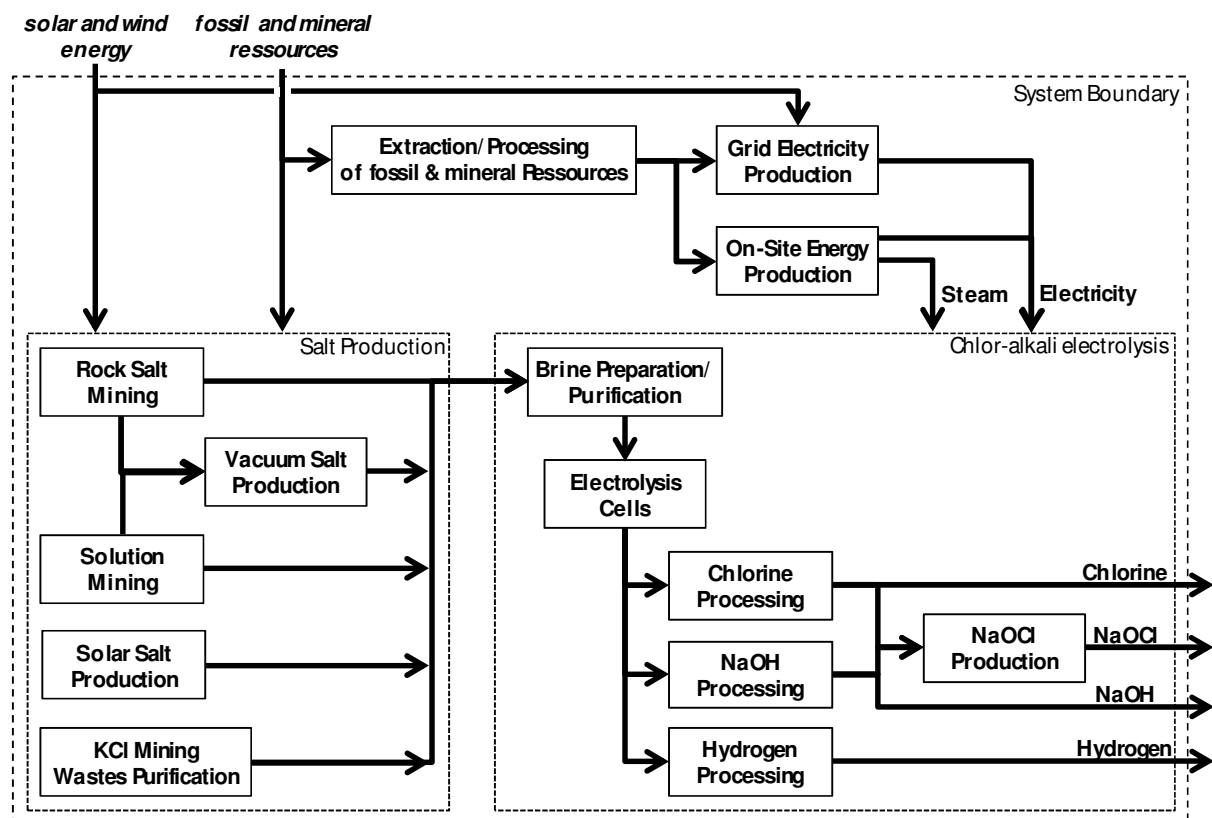 solar and wind
energy
fossil and mineral
ressources
System Boundary
Extraction/Processing
of fossil & mineral Ressources
Grid Electricity
Production
On-Site Energy
Production
Steam
Electricity
Salt Production
Chlor-alkali electrolysis
Rock Salt
Mining
Brine Preparation/
Purification
Vacuum Salt
Production
Electrolysis
Cells
Solution
Mining
Chlorine
Processing
Chlorine
Solar Salt
Production
NaOH
Processing
NaOCl
Production
NaOCl
NaOH
KCl Mining
Wastes Purification
Hydrogen
Processing
Hydrogen